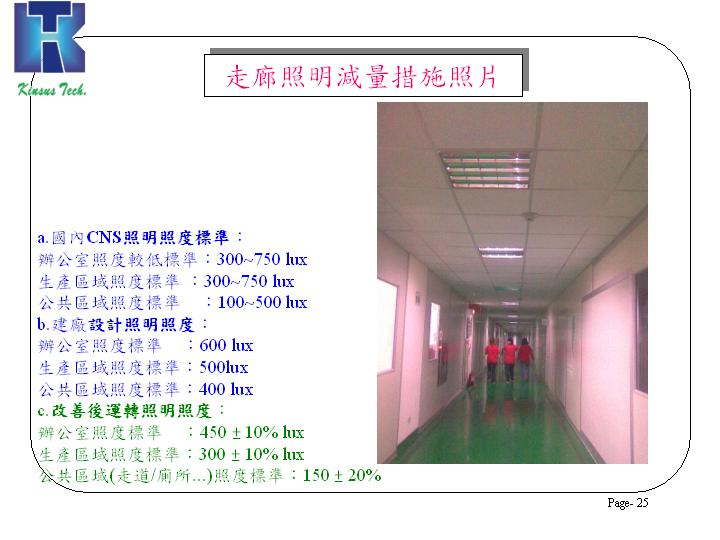 Kinsus Tech.
走廊照明減量措施照片
a.國內CNS照明照度標準：
辦公室照度較低標準：300~750 lux
生產區域照度標準 ：300~750 lux
公共區域照度標準　：100~500 lux
b.建廠設計照明照度：
辦公室照度標準　：600 lux
生產區域照度標準：500lux
公共區域照度標準：400 lux
c.改善後運轉照明照度：
辦公室照度標準　：450 ± 10% lux
生產區域照度標準：300 ± 10% lux
公共區域(走道/廁所...)照度標準：150 ± 20%
Page- 25